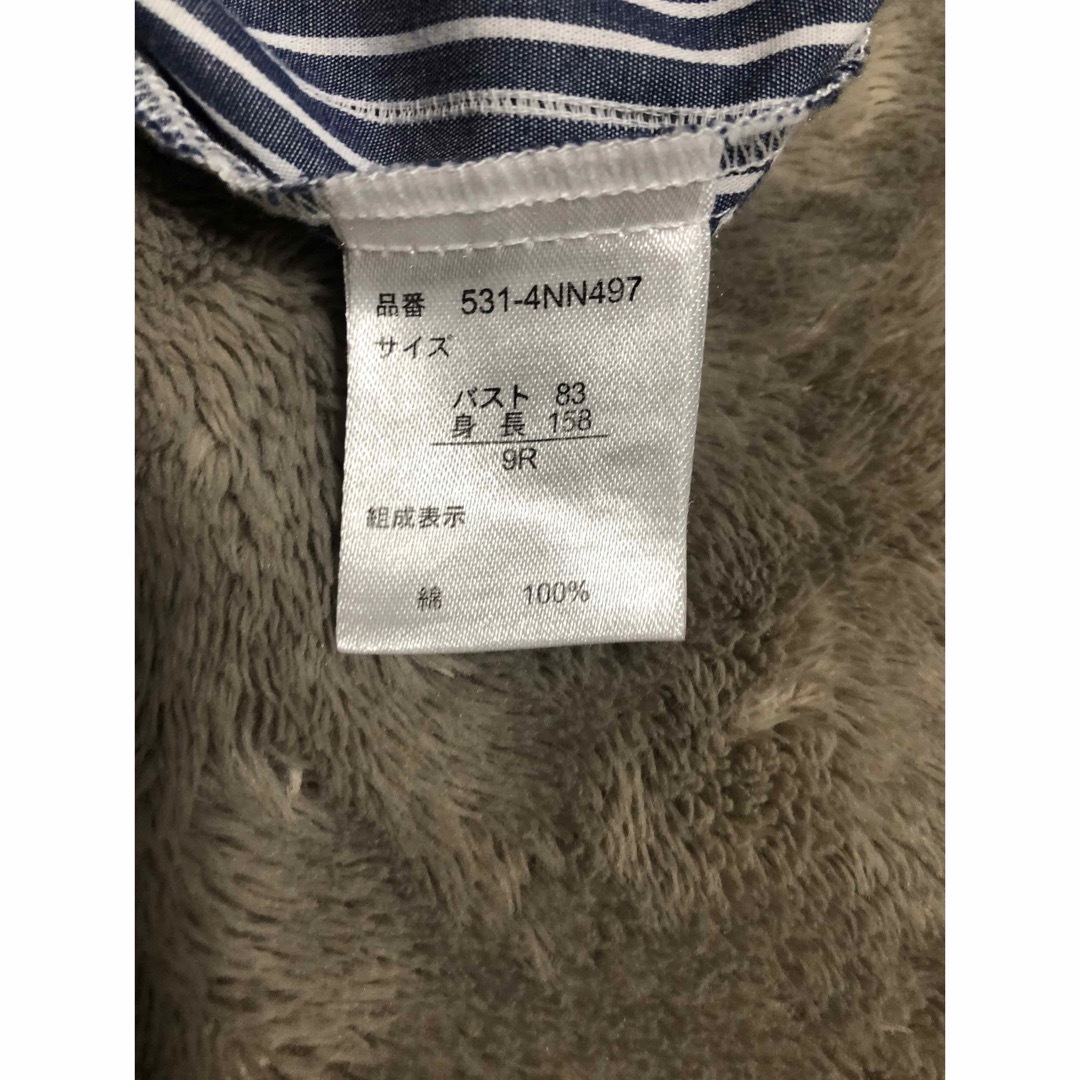 品番 531-4NN497
サイズ
バスト 83
身長 158
9R
組成表示
綿 100%